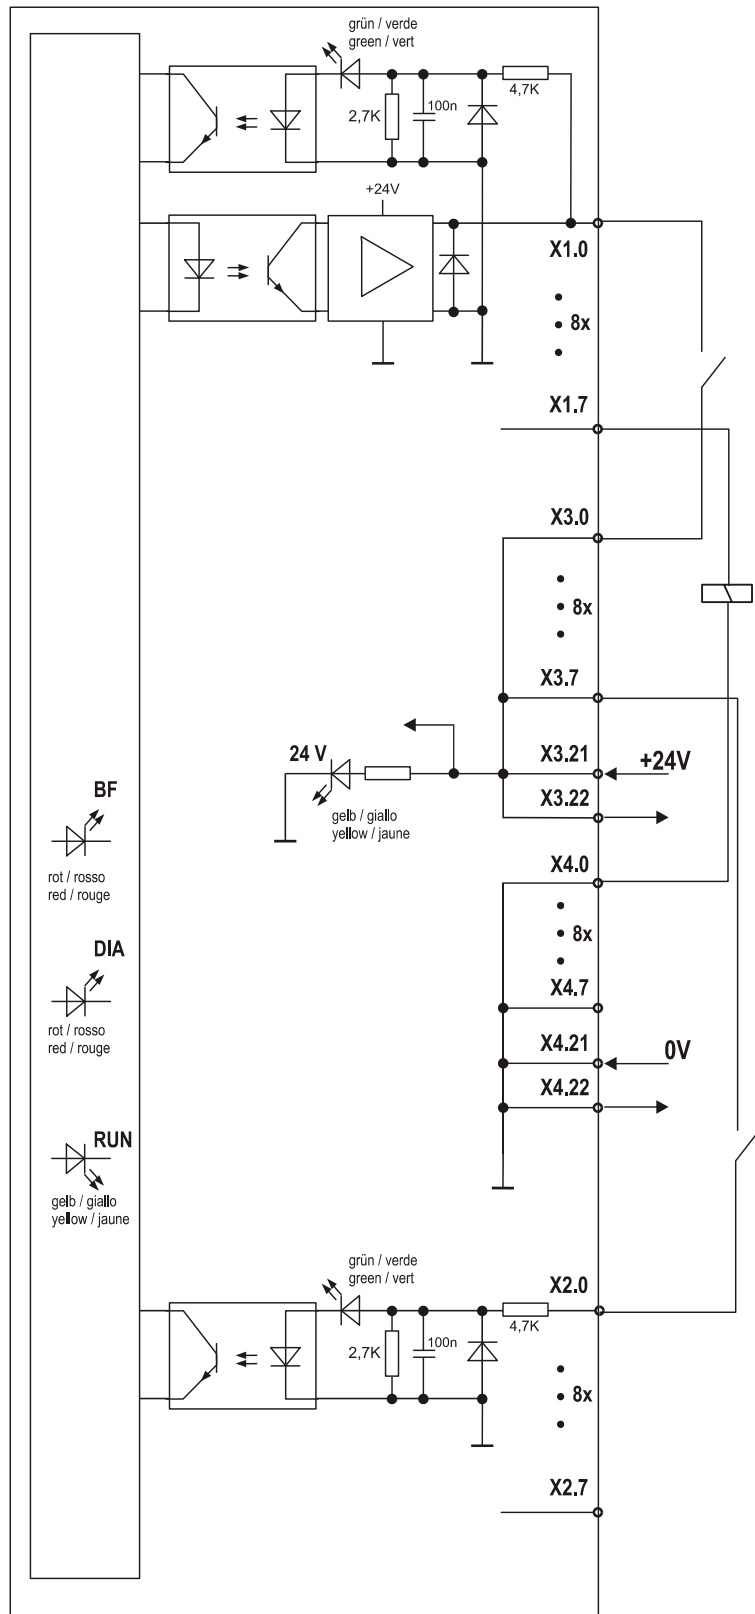 grün / verde
green / vert
2,7K
100n
4,7K
+24V
X1.0
8x
X1.7
X3.0
8x
X3.7
24 V
X3.21
+24V
gelb / giallo
yellow / jaune
X3.22
BF
rot / rosso
red / rouge
X4.0
8x
DIA
X4.7
rot / rosso
red / rouge
X4.21
0V
X4.22
RUN
gelb / giallo
yellow / jaune
grün / verde
green / vert
X2.0
2,7K
100n
4,7K
8x
X2.7